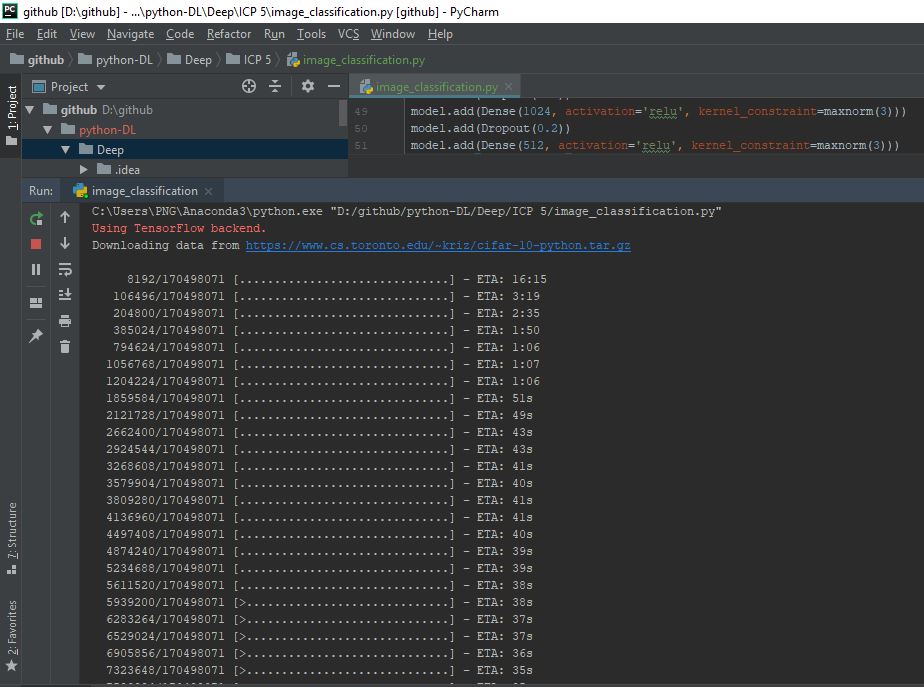 PC github [D:\github] - ...\python-DL\Deep\ICP 5\image_classification.py [github] - PyCharm
File Edit View Navigate Code Refactor Run Tools VCS Window Help
github python-DL Deep ICP 5 image_classification.py
1: Project
Project
image_classification.py
github D:\github
python-DL
Deep
.idea
49 model.add(Dense(1024, activation='relu', kernel_constraint=maxnorm(3)))
50 model.add(Dropout(0.2))
51 model.add(Dense(512, activation='relu', kernel_constraint=maxnorm(3)))
Run: image_classification
C:\Users\PNG\Anaconda3\python.exe "D:/github/python-DL/Deep/ICP 5/image_classification.py"
Using TensorFlow backend.
Downloading data from https://www.cs.toronto.edu/~kriz/cifar-10-python.tar.gz
8192/170498071 [..............................] - ETA: 16:15
106496/170498071 [..............................] - ETA: 3:19
204800/170498071 [..............................] - ETA: 2:35
385024/170498071 [..............................] - ETA: 1:50
794624/170498071 [..............................] - ETA: 1:06
1056768/170498071 [..............................] - ETA: 1:07
1204224/170498071 [..............................] - ETA: 1:06
1859584/170498071 [..............................] - ETA: 51s
2121728/170498071 [..............................] - ETA: 49s
2662400/170498071 [..............................] - ETA: 43s
2924544/170498071 [..............................] - ETA: 43s
3268608/170498071 [..............................] - ETA: 41s
3579904/170498071 [..............................] - ETA: 40s
3809280/170498071 [..............................] - ETA: 41s
4136960/170498071 [..............................] - ETA: 41s
4497408/170498071 [..............................] - ETA: 40s
4874240/170498071 [..............................] - ETA: 39s
5234688/170498071 [..............................] - ETA: 39s
5611520/170498071 [..............................] - ETA: 38s
5939200/170498071 [>.............................] - ETA: 38s
6283264/170498071 [>.............................] - ETA: 37s
6529024/170498071 [>.............................] - ETA: 37s
6905856/170498071 [>.............................] - ETA: 36s
7323648/170498071 [>.............................] - ETA: 35s
7: Structure
2: Favorites